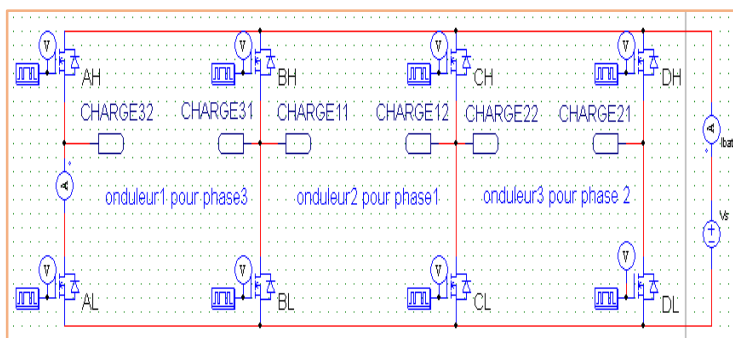 V V V V
AH BH CH DH
CHARGE32 CHARGE31 CHARGE11 CHARGE12 CHARGE22 CHARGE21
A Ibat
A
onduleur1 pour phase3 onduleur2 pour phase1 onduleur3 pour phase 2
Vs
V V V V
AL BL CL DL